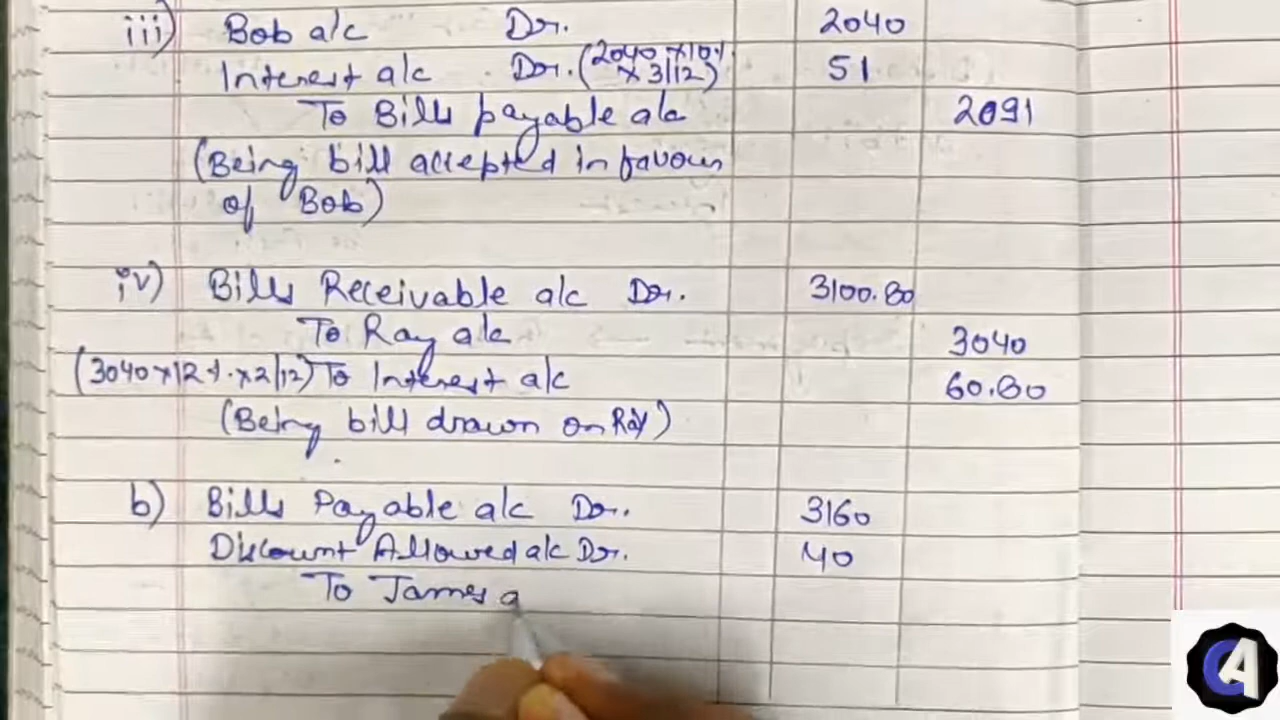 iii) Bob a/c Dr. (2040 × 10% 2040
Interest a/c Dr. × 3/12) 51
To Bills payable a/c 2091
(Being bill accepted in favour
of Bob)
iv) Bills Receivable a/c Dr. 3100.80
To Ray a/c 3040
(3040 × 12 % × 2/12) To Interest a/c 60.80
(Being bill drawn on Ray)
b) Bills Payable a/c Dr. 3160
Discount Allowed a/c Dr. 40
To James a
CA